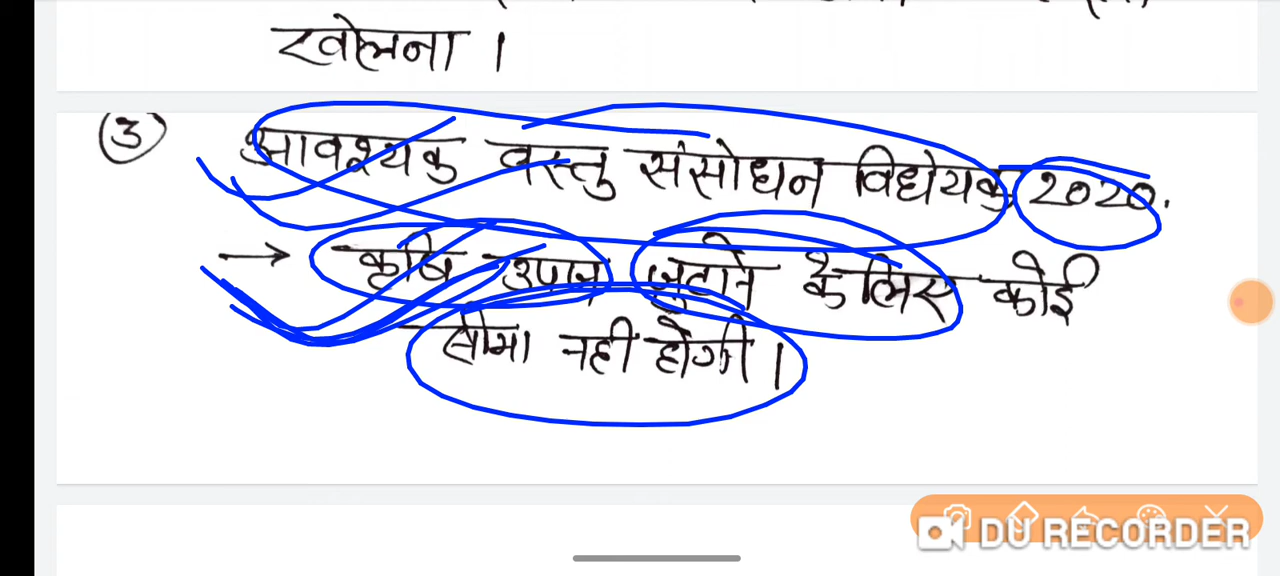 खोलना ।
③ आवश्यक वस्तु संसोधन विधेयक 2020.
→ कृषि उपज जुटाने के लिए कोई
सीमा नही होगी ।
DU RECORDER